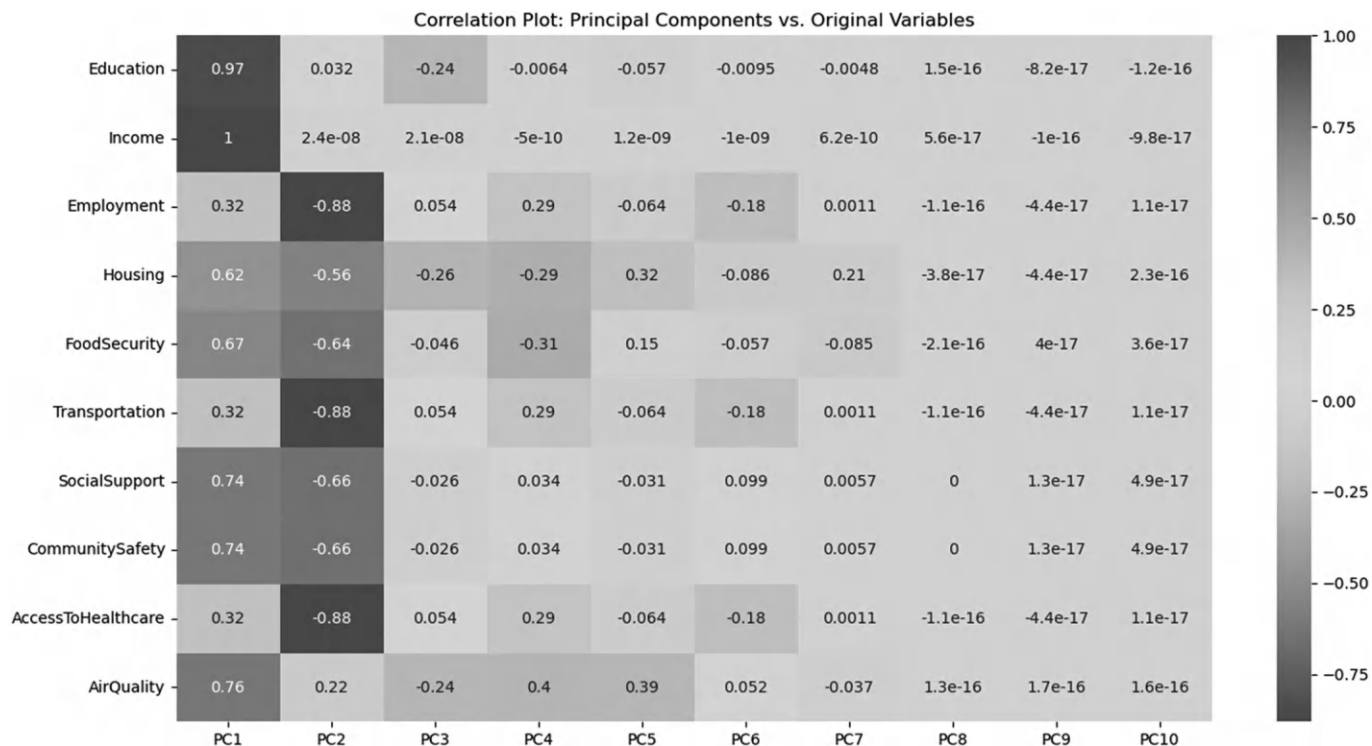 Correlation Plot: Principal Components vs. Original Variables
Education 0.97 0.032 -0.24 -0.0064 -0.057 -0.0095 -0.0048 1.5e-16 -8.2e-17 -1.2e-16
Income 1 2.4e-08 2.1e-08 -5e-10 1.2e-09 -1e-09 6.2e-10 5.6e-17 -1e-16 -9.8e-17
Employment 0.32 -0.88 0.054 0.29 -0.064 -0.18 0.0011 -1.1e-16 -4.4e-17 1.1e-17
Housing 0.62 -0.56 -0.26 -0.29 0.32 -0.086 0.21 -3.8e-17 -4.4e-17 2.3e-16
FoodSecurity 0.67 -0.64 -0.046 -0.31 0.15 -0.057 -0.085 -2.1e-16 4e-17 3.6e-17
Transportation 0.32 -0.88 0.054 0.29 -0.064 -0.18 0.0011 -1.1e-16 -4.4e-17 1.1e-17
SocialSupport 0.74 -0.66 -0.026 0.034 -0.031 0.099 0.0057 0 1.3e-17 4.9e-17
CommunitySafety 0.74 -0.66 -0.026 0.034 -0.031 0.099 0.0057 0 1.3e-17 4.9e-17
AccessToHealthcare 0.32 -0.88 0.054 0.29 -0.064 -0.18 0.0011 -1.1e-16 -4.4e-17 1.1e-17
AirQuality 0.76 0.22 -0.24 0.4 0.39 0.052 -0.037 1.3e-16 1.7e-16 1.6e-16
PC1 PC2 PC3 PC4 PC5 PC6 PC7 PC8 PC9 PC10
1.00
0.75
0.50
0.25
0.00
−0.25
−0.50
−0.75